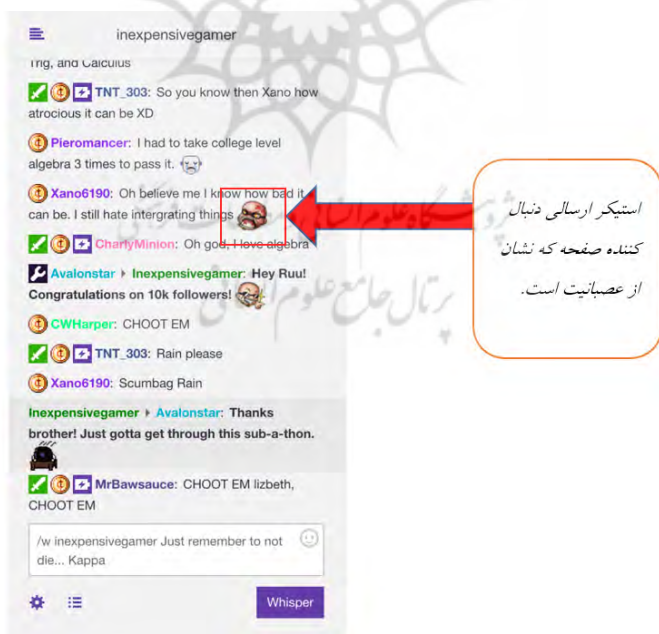 inexpensivegamer
Trig, and Calculus
TNT_303: So you know then Xano how
atrocious it can be XD
Pieromancer: I had to take college level
algebra 3 times to pass it.
Xano6190: Oh believe me I know how bad it
can be. I still hate intergrating things
CharlyMinion: Oh god, I love algebra
Avalonstar ▸ Inexpensivegamer: Hey Ruu!
Congratulations on 10k followers!
CWHarper: CHOOT EM
TNT_303: Rain please
Xano6190: Scumbag Rain
Inexpensivegamer ▸ Avalonstar: Thanks
brother! Just gotta get through this sub-a-thon.
MrBawsauce: CHOOT EM lizbeth,
CHOOT EM
/w inexpensivegamer Just remember to not
die... Kappa
Whisper
استیکر ارسالی دنبال
کننده صفحه که نشان
از عصبانیت است.
پرتال جامع علوم انسانی